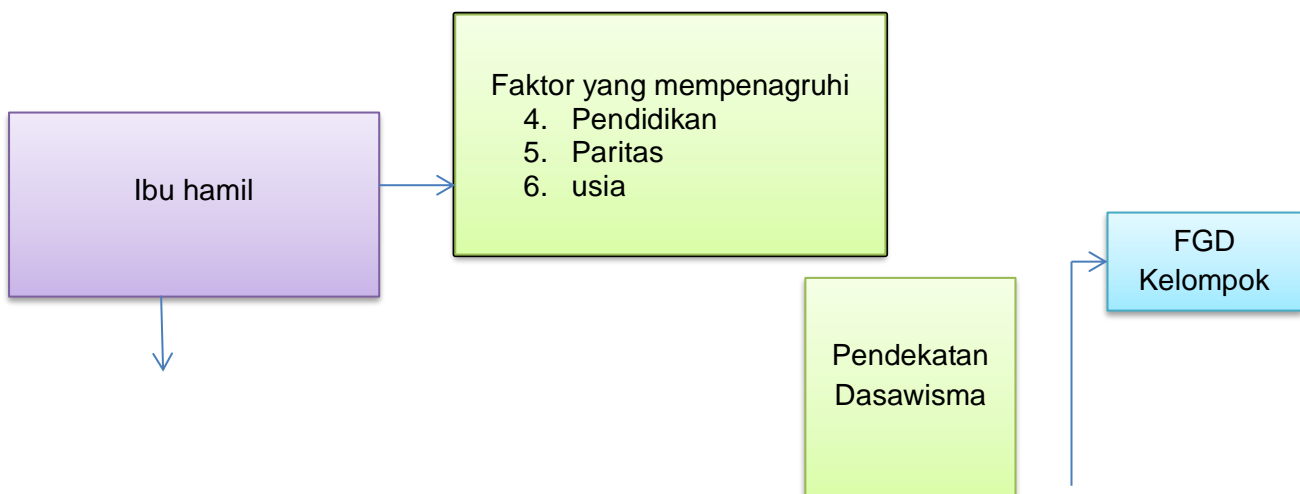 Faktor yang mempenagruhi
4. Pendidikan
5. Paritas
6. usia
Ibu hamil
FGD
Kelompok
Pendekatan
Dasawisma